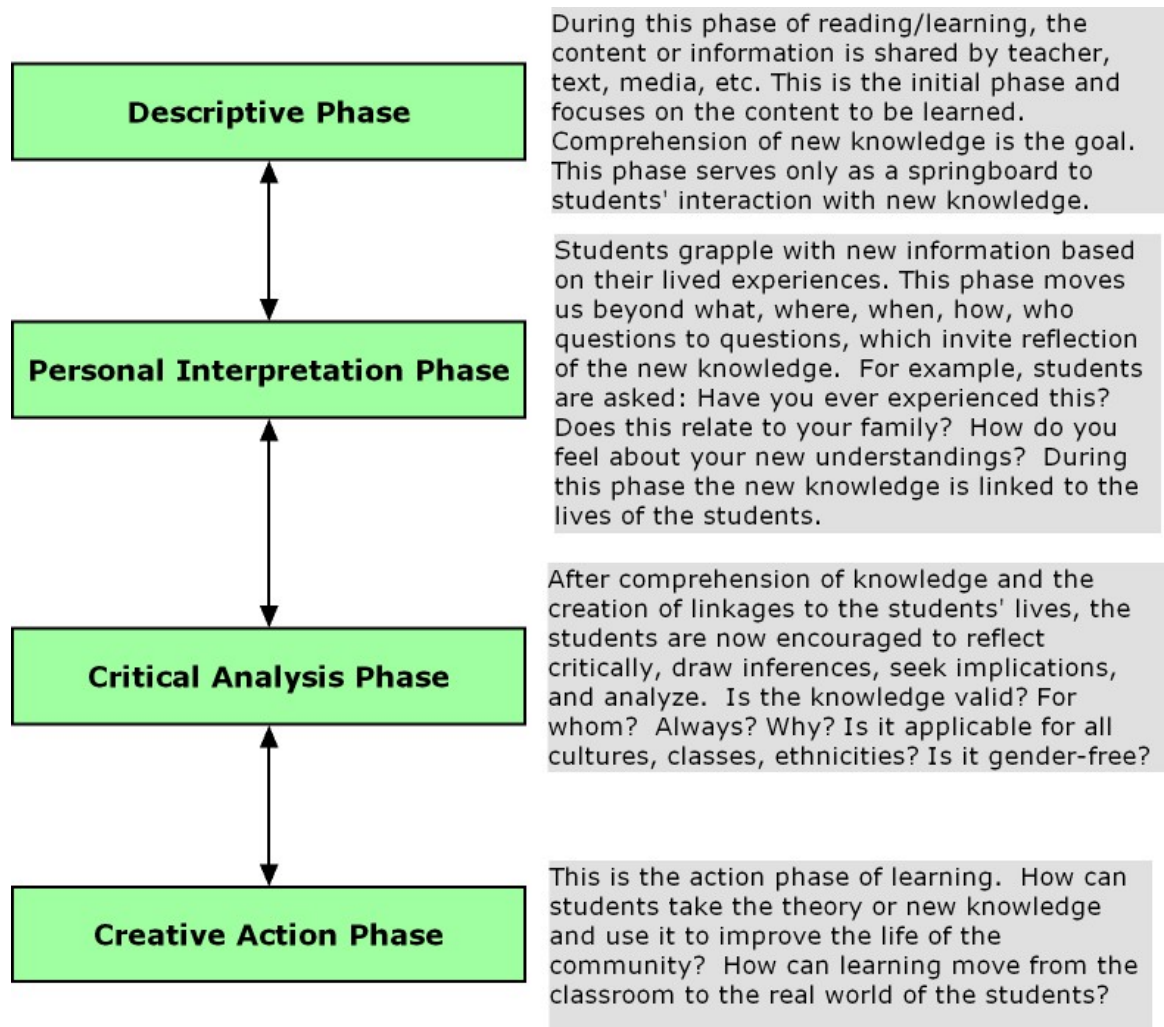 Descriptive Phase
During this phase of reading/learning, the
content or information is shared by teacher,
text, media, etc. This is the initial phase and
focuses on the content to be learned.
Comprehension of new knowledge is the goal.
This phase serves only as a springboard to
students' interaction with new knowledge.
Personal Interpretation Phase
Students grapple with new information based
on their lived experiences. This phase moves
us beyond what, where, when, how, who
questions to questions, which invite reflection
of the new knowledge.  For example, students
are asked: Have you ever experienced this?
Does this relate to your family?  How do you
feel about your new understandings?  During
this phase the new knowledge is linked to the
lives of the students.
Critical Analysis Phase
After comprehension of knowledge and the
creation of linkages to the students' lives, the
students are now encouraged to reflect
critically, draw inferences, seek implications,
and analyze.  Is the knowledge valid? For
whom?  Always? Why? Is it applicable for all
cultures, classes, ethnicities? Is it gender-free?
Creative Action Phase
This is the action phase of learning.  How can
students take the theory or new knowledge
and use it to improve the life of the
community?  How can learning move from the
classroom to the real world of the students?